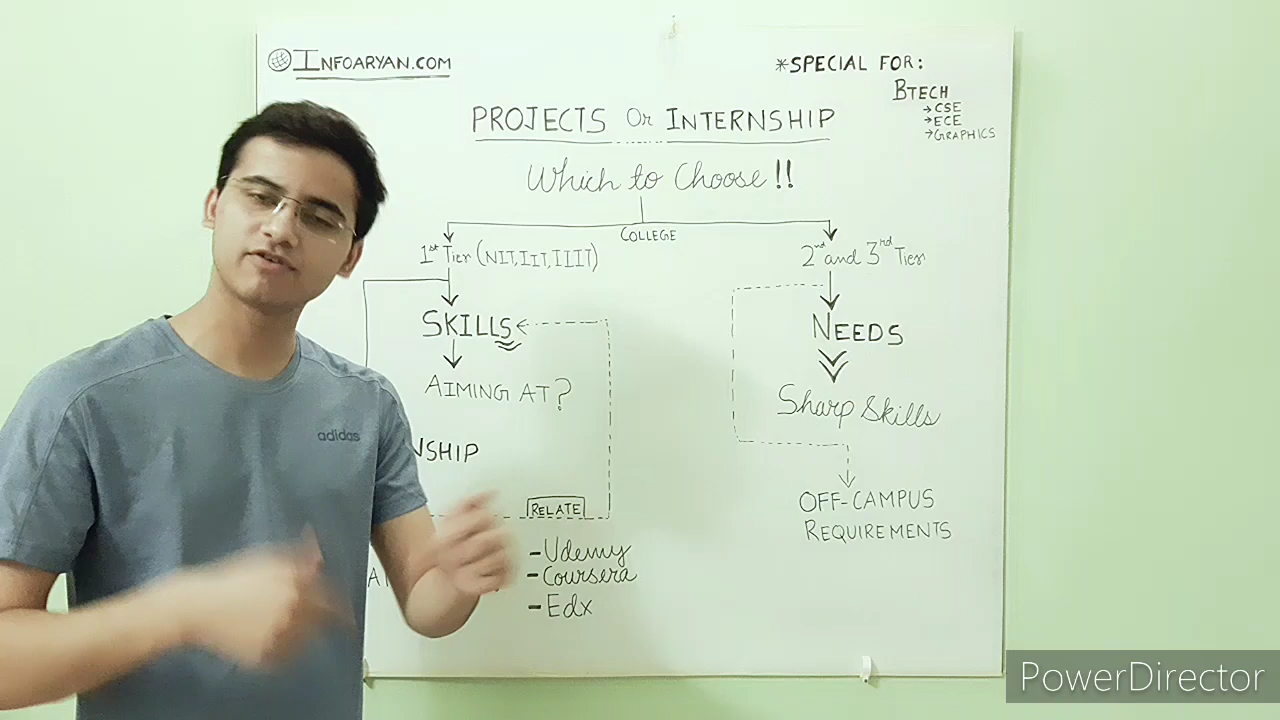 INFOARYAN.COM
*SPECIAL FOR:
BTECH
→CSE
→ECE
→GRAPHICS
PROJECTS Or INTERNSHIP
Which to Choose!!
COLLEGE
1st Tier (NIT, IIT, IIIT)
2nd and 3rd Tier
SKILLS
NEEDS
AIMING AT?
Sharp Skills
NSHIP
RELATE
OFF-CAMPUS
REQUIREMENTS
-Udemy
-Coursera
-Edx
adidas
PowerDirector